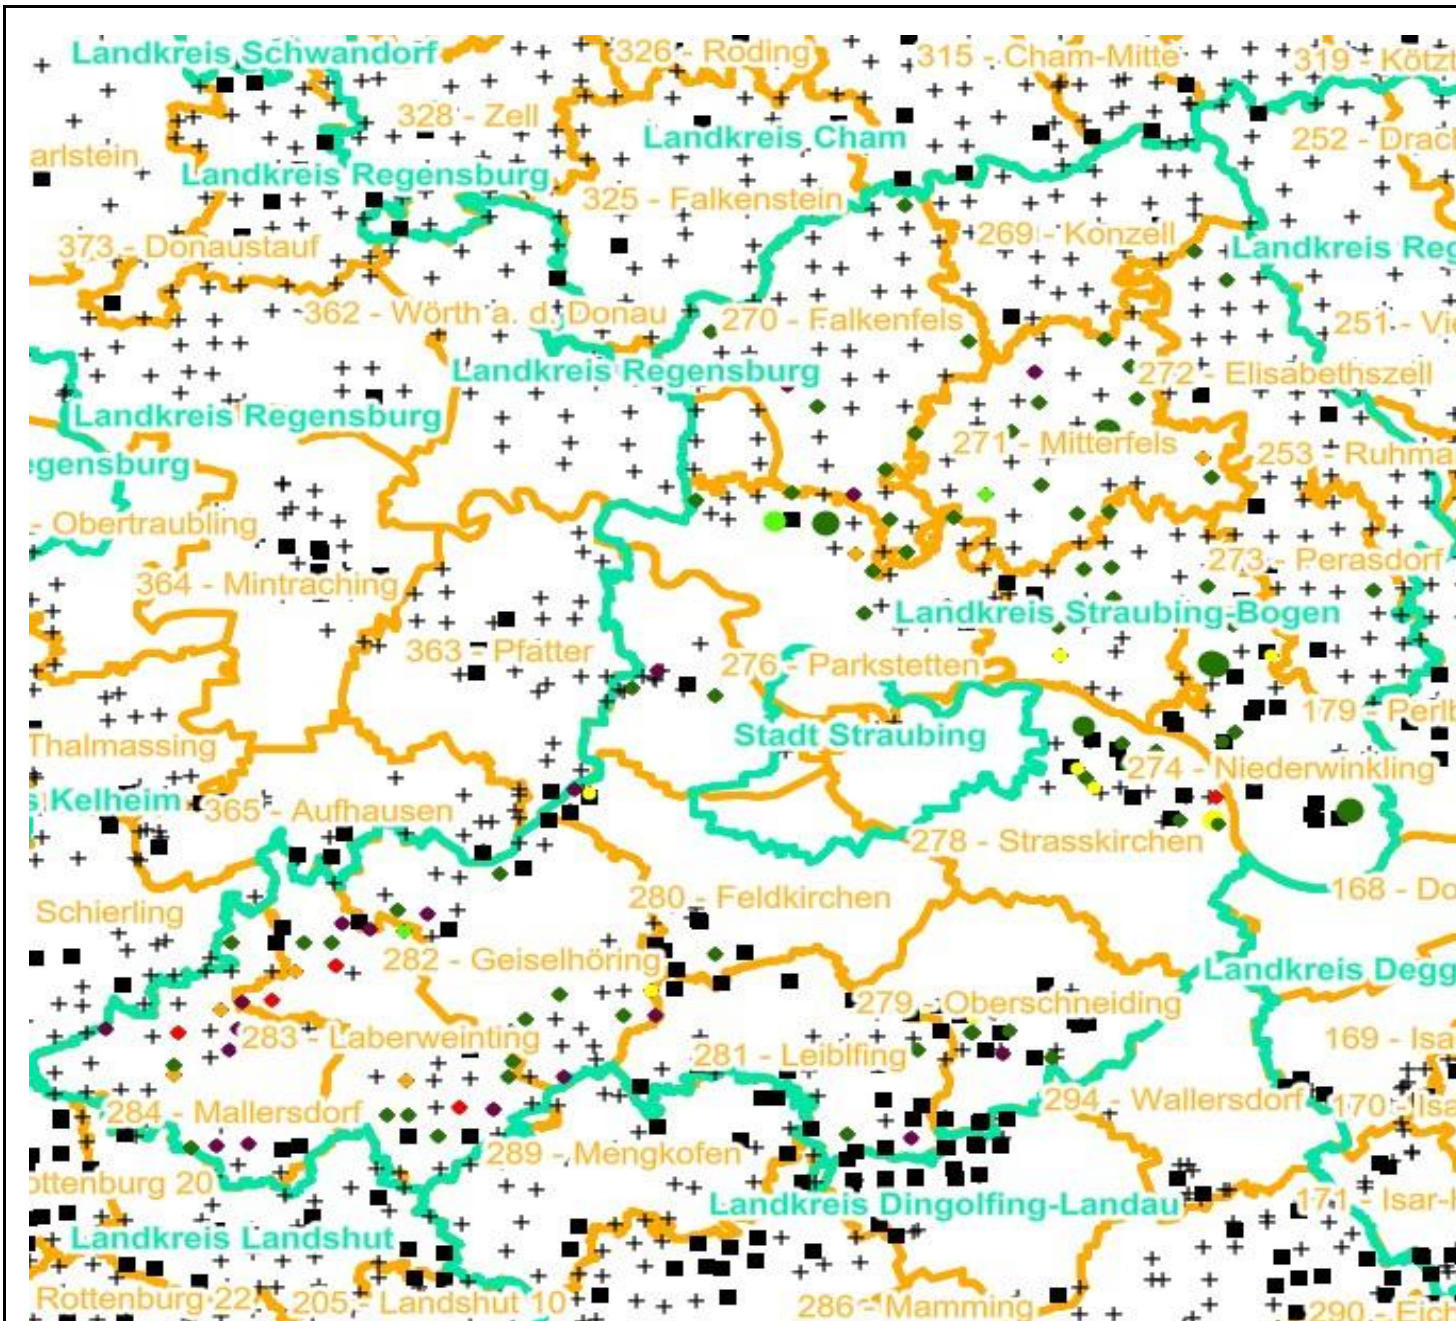 Landkreis Schwandorf
326 - Roding
315 - Cham-Mitte
319 - Kötzt
328 - Zell
Landkreis Cham
252 - Drac
arlstein
Landkreis Regensburg
325 - Falkenstein
269 - Konzell
373 - Donaustauf
Landkreis Reg
362 - Wörth a. d. Donau
270 - Falkenfels
251 - Vi
Landkreis Regensburg
272 - Elisabethszell
Landkreis Regensburg
271 - Mitterfels
253 - Ruhma
egensburg
- Obertraubling
273 - Perasdorf
364 - Mintraching
Landkreis Straubing-Bogen
363 - Pfatter
276 - Parkstetten
179 - Perl
Thalmassing
Stadt Straubing
274 - Niederwinkling
s Kelheim
365 - Aufhausen
278 - Strasskirchen
280 - Feldkirchen
168 - Do
Schierling
282 - Geiselhöring
Landkreis Degg
279 - Oberschneiding
283 - Laberweinting
281 - Leiblfing
169 - Isa
284 - Mallersdorf
294 - Wallersdorf
170 - Isa
289 - Mengkofen
ottenburg 20
Landkreis Dingolfing-Landau
171 - Isar-
Landkreis Landshut
Rottenburg 22
205 - Landshut 10
286 - Mamming
290 - Eich